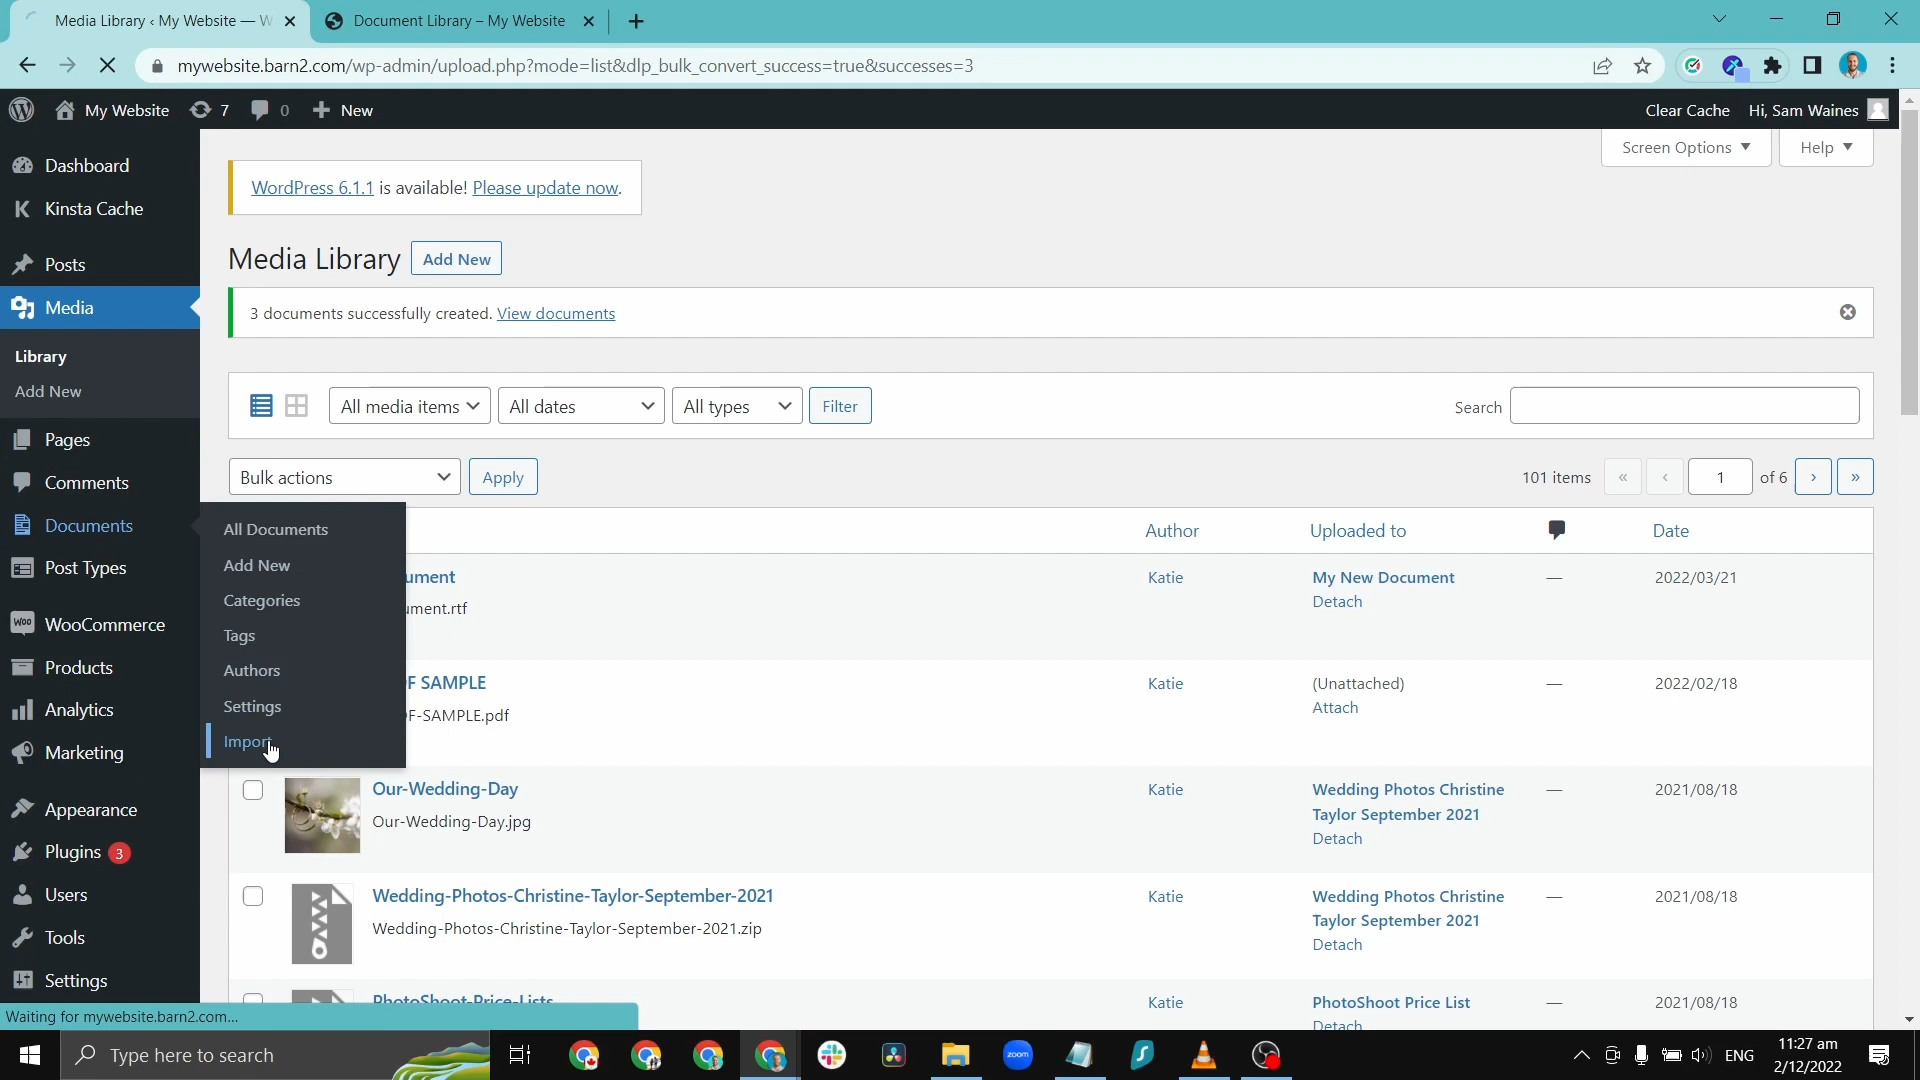 Media Library ‹ My Website — W
Document Library – My Website
mywebsite.barn2.com/wp-admin/upload.php?mode=list&dlp_bulk_convert_success=true&successes=3
My Website
7
0
New
Clear Cache
Hi, Sam Waines
Dashboard
Kinsta Cache
Posts
Media
Library
Add New
Pages
Comments
Documents
Post Types
WooCommerce
Products
Analytics
Marketing
Appearance
Plugins 3
Users
Tools
Settings
Screen Options
Help
WordPress 6.1.1 is available! Please update now.
Media Library
Add New
3 documents successfully created. View documents
All media items
All dates
All types
Filter
Search
Bulk actions
Apply
101 items
«
‹
1
of 6
›
»
All Documents
Add New
Categories
Tags
Authors
Settings
Import
Author
Uploaded to
Date
ument
Katie
My New Document
—
2022/03/21
ument.rtf
Detach
F SAMPLE
Katie
(Unattached)
—
2022/02/18
F-SAMPLE.pdf
Attach
Our-Wedding-Day
Katie
Wedding Photos Christine
Taylor September 2021
—
2021/08/18
Our-Wedding-Day.jpg
Detach
Wedding-Photos-Christine-Taylor-September-2021
Katie
Wedding Photos Christine
Taylor September 2021
—
2021/08/18
Wedding-Photos-Christine-Taylor-September-2021.zip
Detach
PhotoShoot-Price-Lists
Katie
PhotoShoot Price List
—
2021/08/18
Detach
Waiting for mywebsite.barn2.com...
Type here to search
zoom
ENG
11:27 am
2/12/2022